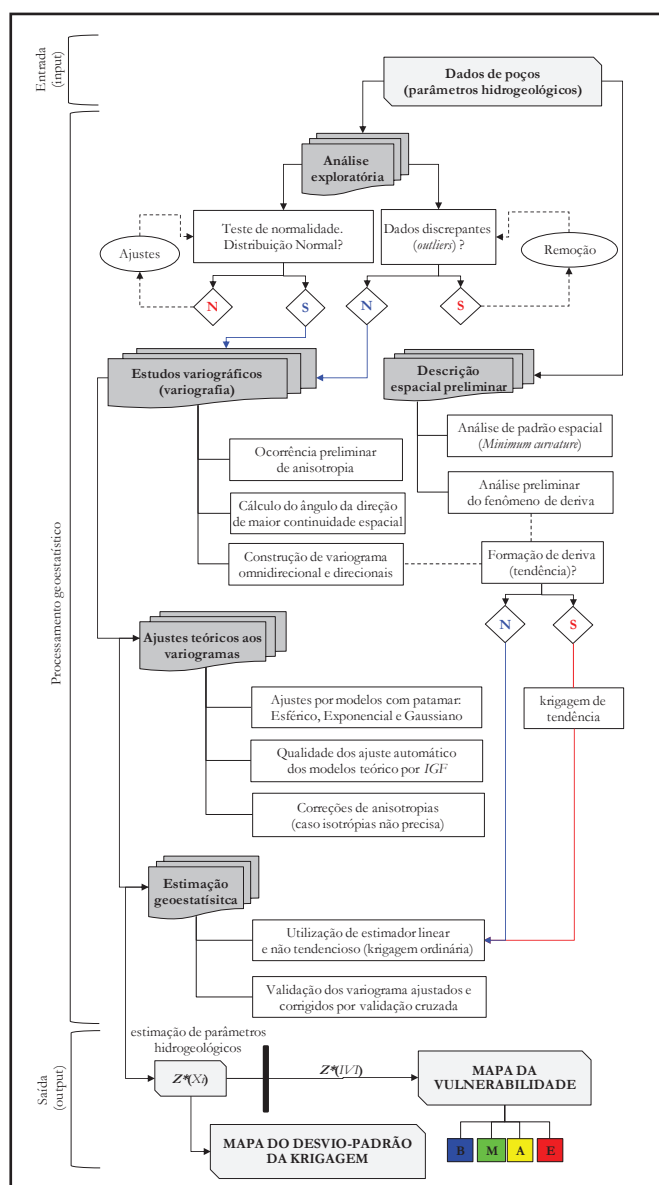 Entrada
(input)
Dados de poços
(parâmetros hidrogeológicos)
Análise
exploratória
Teste de normalidade.
Distribuição Normal?
Dados discrepantes
(outliers) ?
Ajustes
Remoção
N
S
N
S
Estudos variográficos
(variografia)
Descrição
espacial preliminar
Análise de padrão espacial
(Minimum curvature)
Ocorrência preliminar
de anisotropia
Análise preliminar
do fenômeno de deriva
Cálculo do ângulo da direção
de maior continuidade espacial
Construção de variograma
omnidirecional e direcionais
Formação de deriva
(tendência)?
N
S
Processamento geoestatístico
Ajustes teóricos aos
variogramas
Ajustes por modelos com patamar:
Esférico, Exponencial e Gaussiano
krigagem de
tendência
Qualidade dos ajuste automático
dos modelos teórico por IGF
Correções de anisotropias
(caso isotrópias não precisa)
Estimação
geoestatísitca
Utilização de estimador linear
e não tendencioso (krigagem ordinária)
Validação dos variograma ajustados e
corrigidos por validação cruzada
Saída
(output)
estimação de parâmetros
hidrogeológicos
Z*(Xi)
Z*(IVI)
MAPA DA
VULNERABILIDADE
B
M
A
E
MAPA DO DESVIO-PADRÃO
DA KRIGAGEM